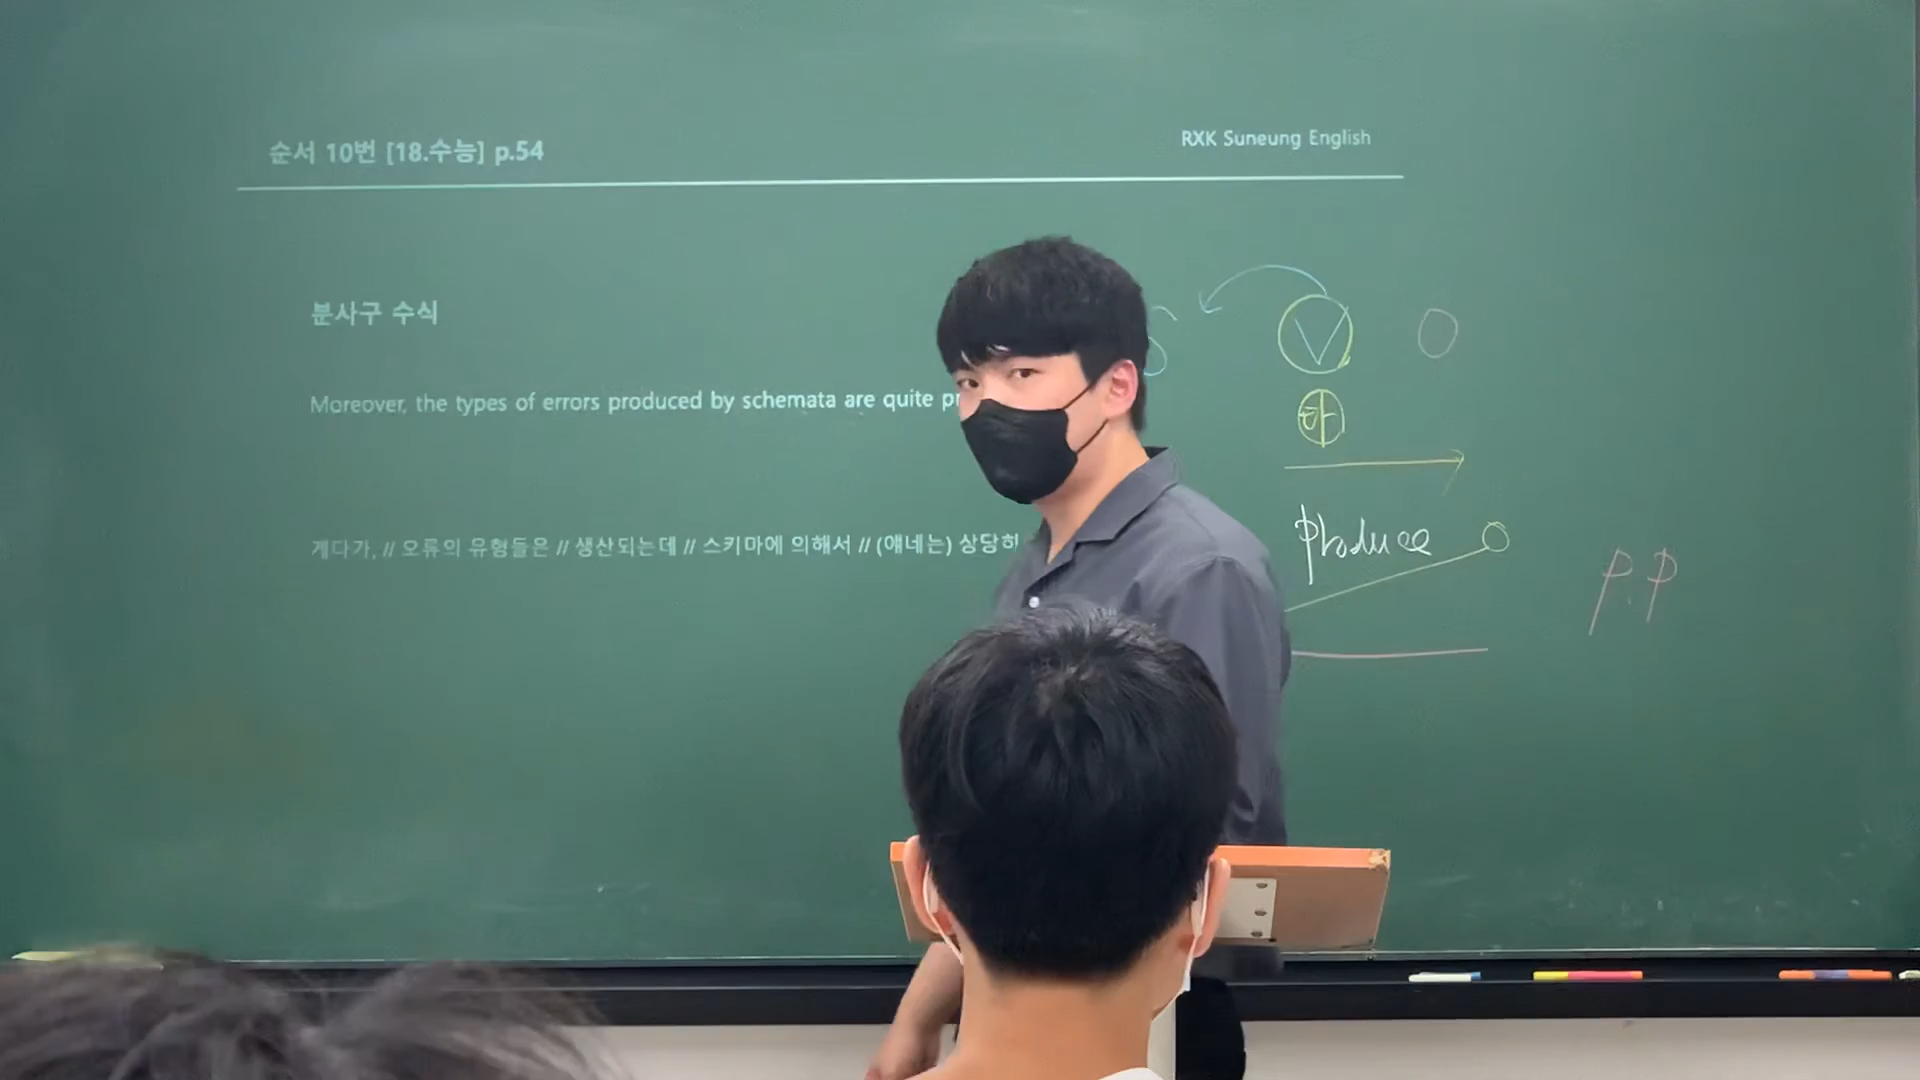 순서 10번 [18.수능] p.54
RXK Suneung English
분사구 수식
Moreover, the types of errors produced by schemata are quite
게다가, // 오류의 유형들은 // 생산되는데 // 스키마에 의해서 // (얘네는) 상당히
V O
produce
P.P